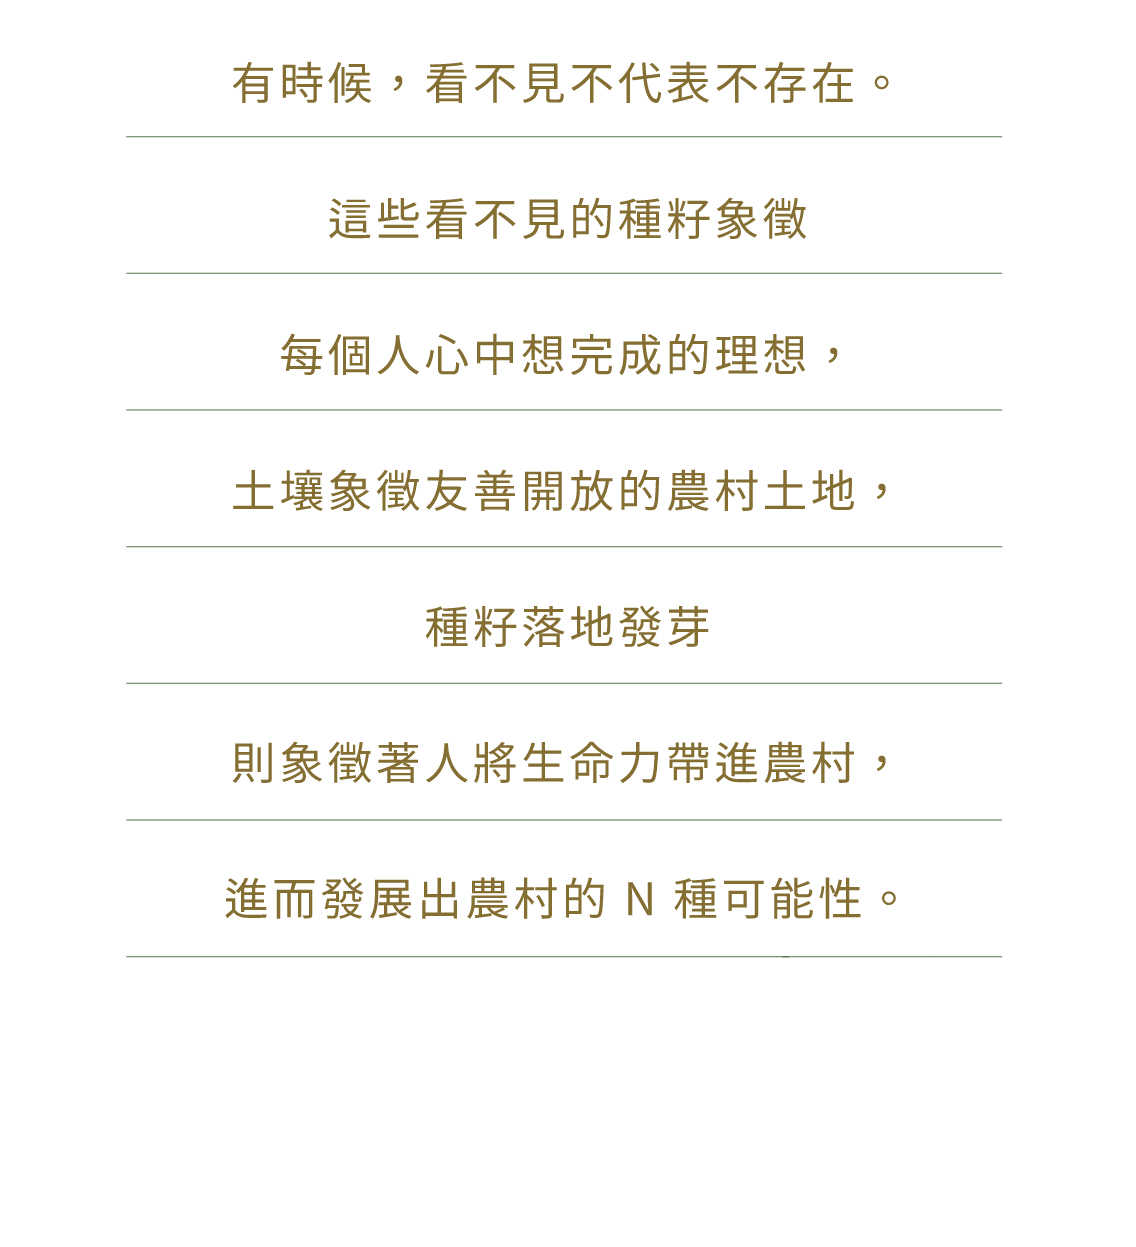 有時候，看不見不代表不存在。
這些看不見的種籽象徵
每個人心中想完成的理想，
土壤象徵友善開放的農村土地，
種籽落地發芽
則象徵著人將生命力帶進農村，
進而發展出農村的 N 種可能性。